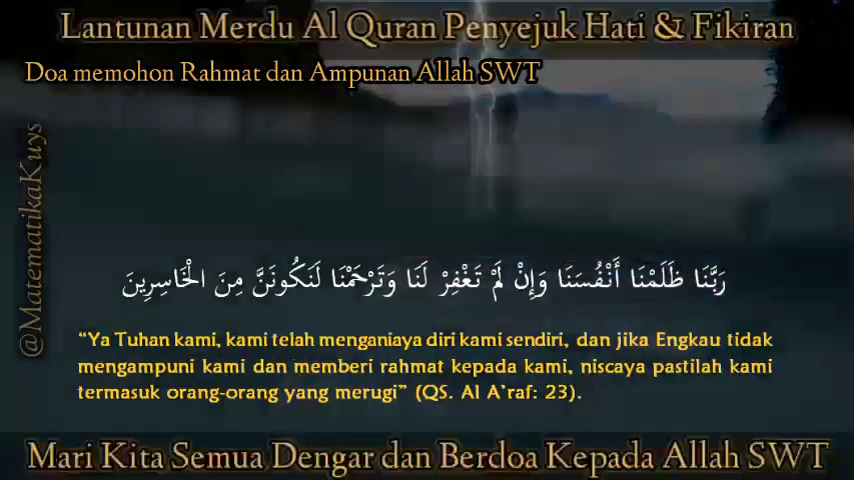 Lantunan Merdu Al Quran Penyejuk Hati & Fikiran
Doa memohon Rahmat dan Ampunan Allah SWT
@MatematikaKuys
رَبَّنَا ظَلَمْنَا أَنْفُسَنَا وَإِنْ لَمْ تَغْفِرْ لَنَا وَتَرْحَمْنَا لَنَكُونَنَّ مِنَ الْخَاسِرِينَ
“Ya Tuhan kami, kami telah menganiaya diri kami sendiri, dan jika Engkau tidak
mengampuni kami dan memberi rahmat kepada kami, niscaya pastilah kami
termasuk orang-orang yang merugi” (QS. Al A’raf: 23).
Mari Kita Semua Dengar dan Berdoa Kepada Allah SWT